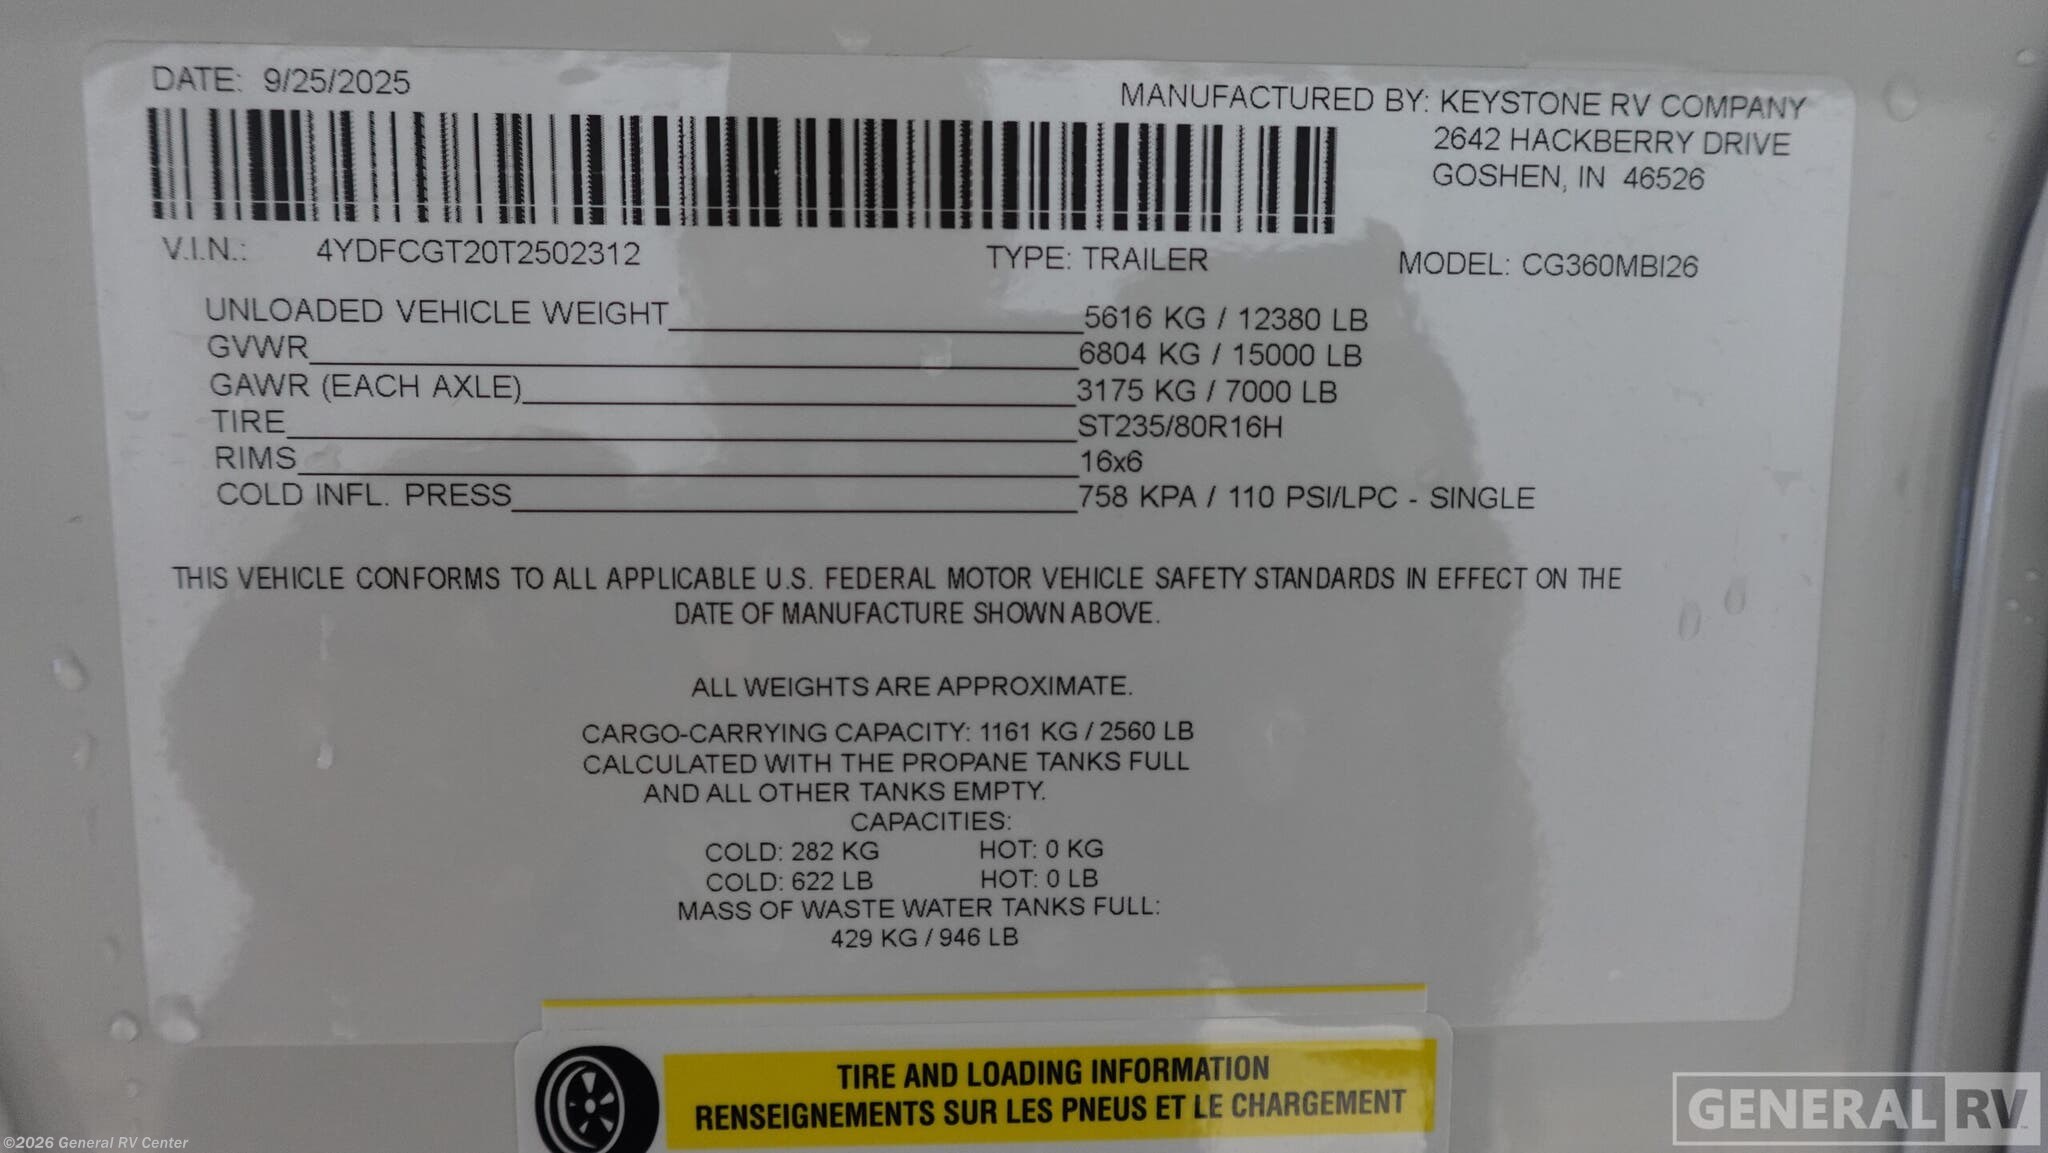 DATE: 9/25/2025
MANUFACTURED BY: KEYSTONE RV COMPANY
2642 HACKBERRY DRIVE
GOSHEN, IN 46526
V.I.N.: 4YDFCGT20T2502312 TYPE: TRAILER MODEL: CG360MBI26
UNLOADED VEHICLE WEIGHT 5616 KG / 12380 LB
GVWR 6804 KG / 15000 LB
GAWR (EACH AXLE) 3175 KG / 7000 LB
TIRE ST235/80R16H
RIMS 16x6
COLD INFL. PRESS 758 KPA / 110 PSI/LPC - SINGLE
THIS VEHICLE CONFORMS TO ALL APPLICABLE U.S. FEDERAL MOTOR VEHICLE SAFETY STANDARDS IN EFFECT ON THE
DATE OF MANUFACTURE SHOWN ABOVE.
ALL WEIGHTS ARE APPROXIMATE.
CARGO-CARRYING CAPACITY: 1161 KG / 2560 LB
CALCULATED WITH THE PROPANE TANKS FULL
AND ALL OTHER TANKS EMPTY.
CAPACITIES:
COLD: 282 KG HOT: 0 KG
COLD: 622 LB HOT: 0 LB
MASS OF WASTE WATER TANKS FULL:
429 KG / 946 LB
TIRE AND LOADING INFORMATION
RENSEIGNEMENTS SUR LES PNEUS ET LE CHARGEMENT
GENERAL RV
©2026 General RV Center